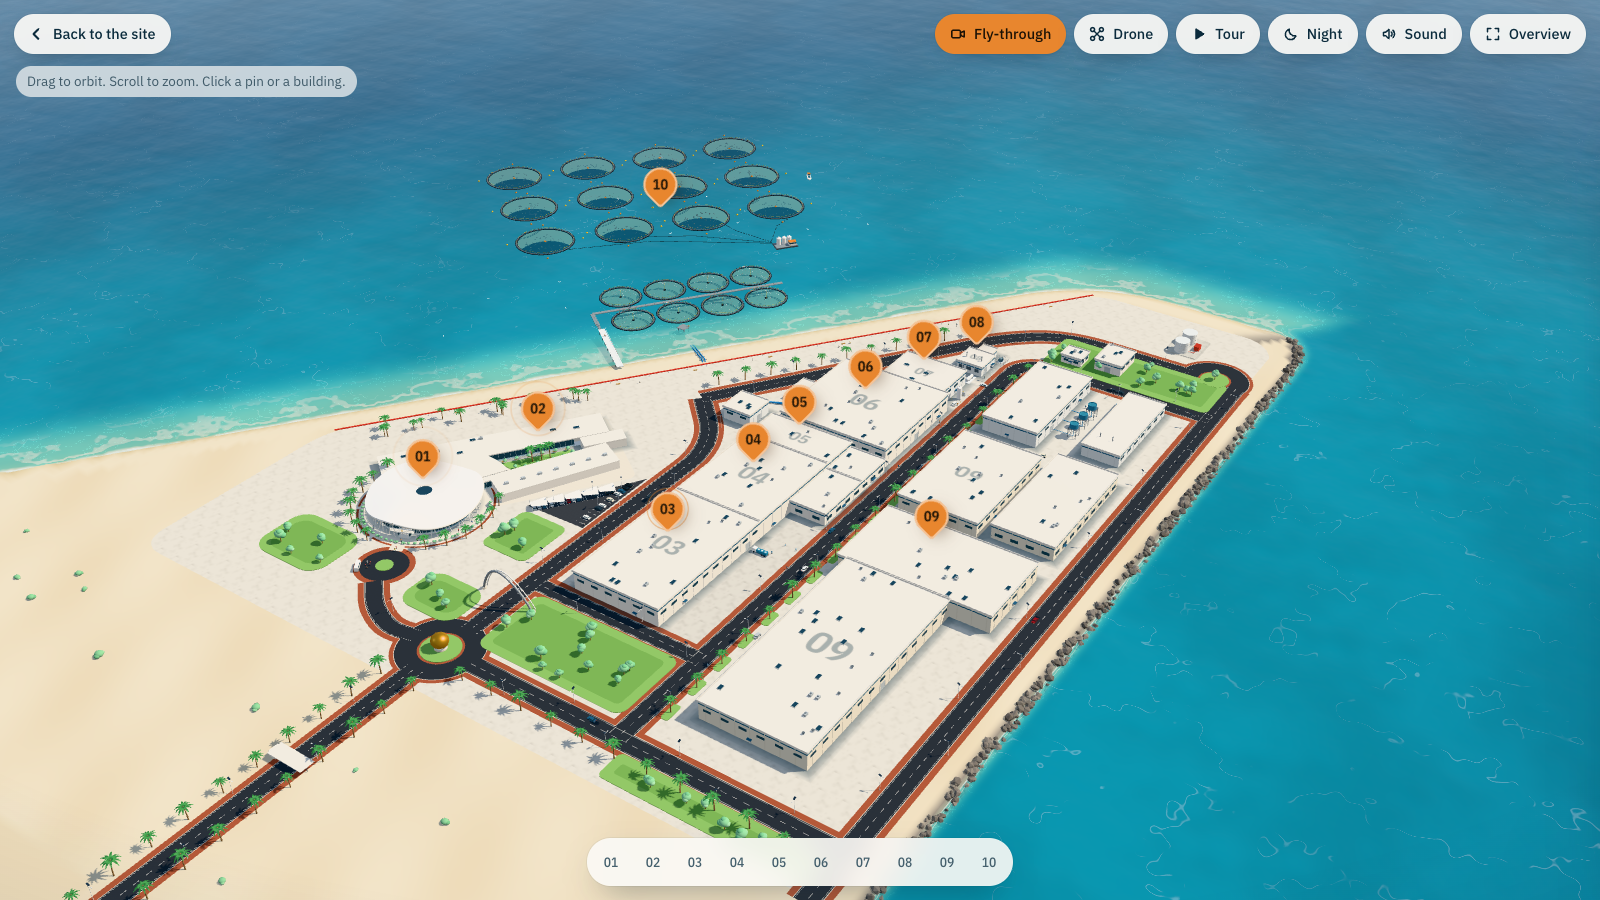 Back to the site
Fly-through
Drone
Tour
Night
Sound
Overview
Drag to orbit. Scroll to zoom. Click a pin or a building.
10
08
07
06
06
05
05
02
04
04
01
09
03
03
09
09
01 02 03 04 05 06 07 08 09 10